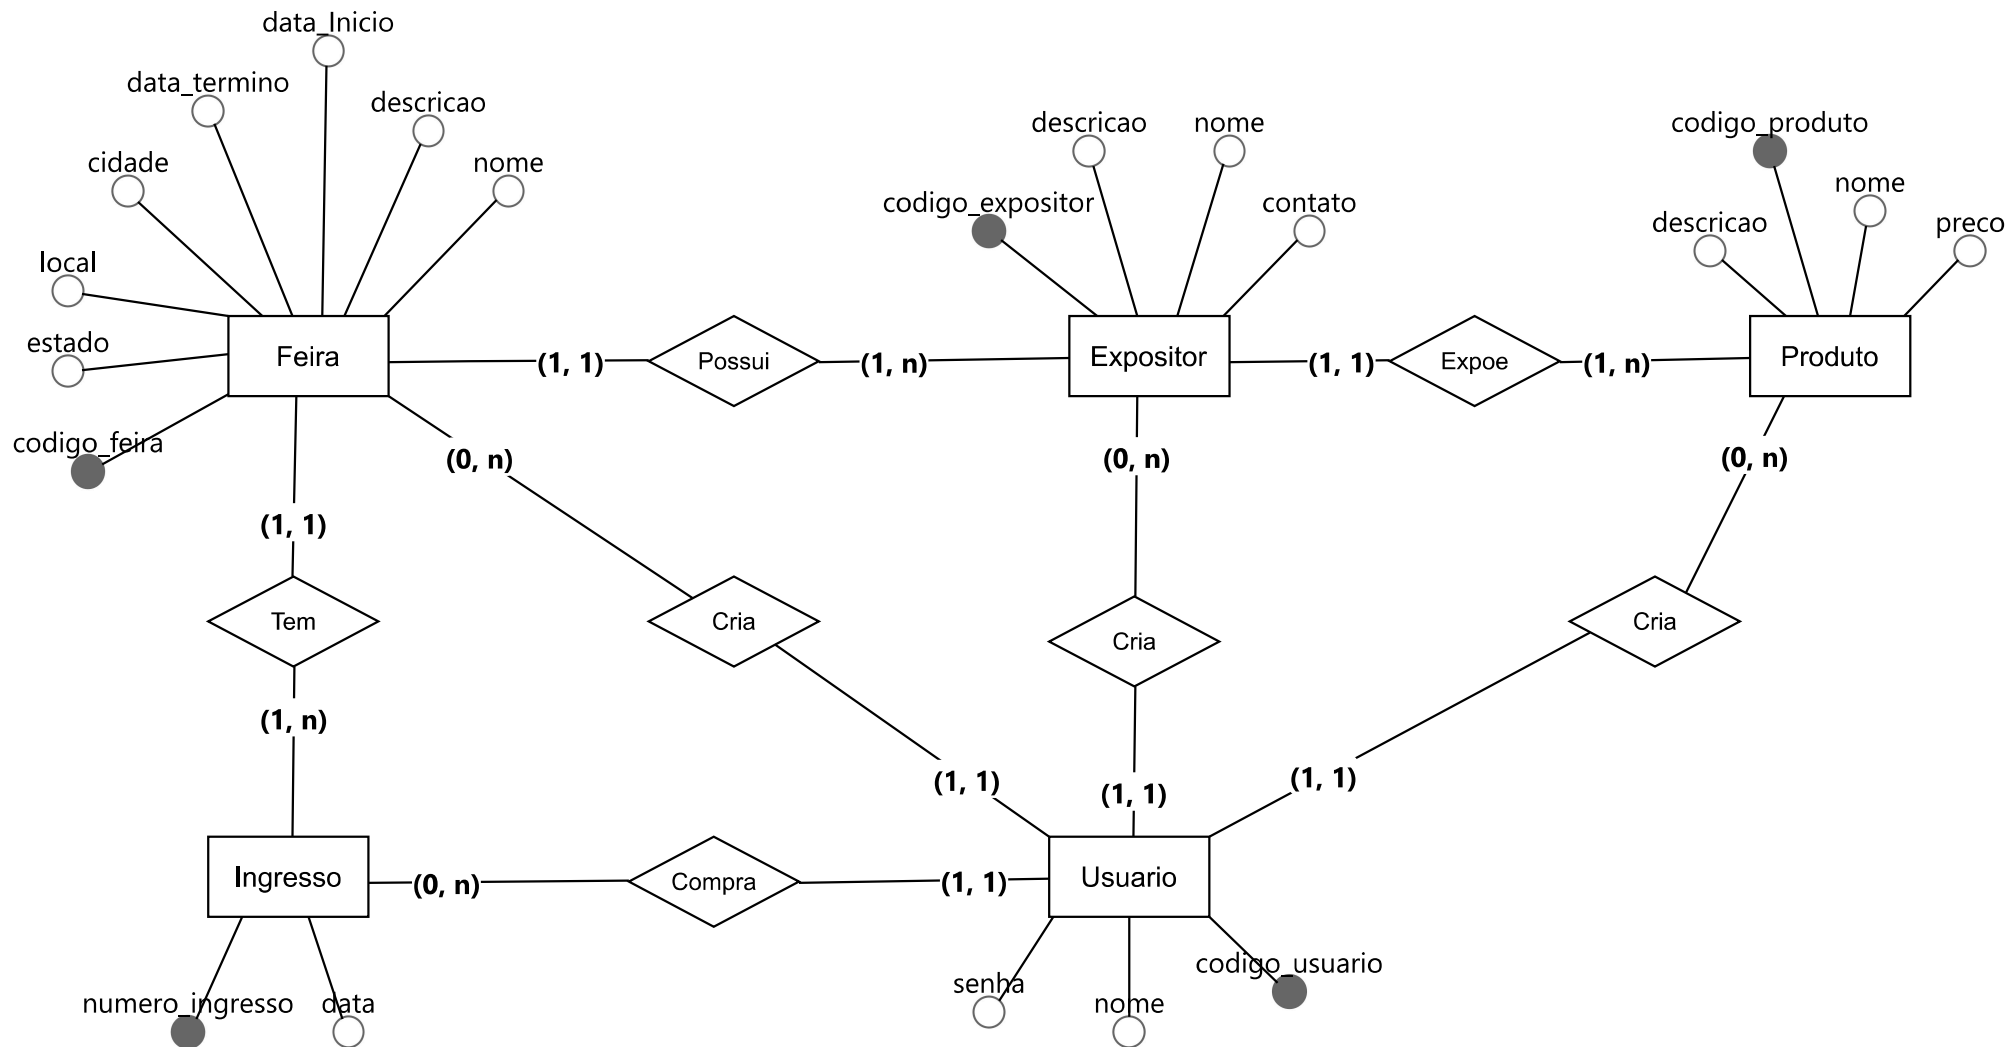 data_Inicio
data_termino
descricao
cidade
nome
local
estado
codigo_feira
Feira
(1, 1)
Possui
(1, n)
descricao
nome
codigo_expositor
contato
Expositor
(1, 1)
Expoe
(1, n)
codigo_produto
nome
descricao
preco
Produto
(0, n)
(0, n)
(0, n)
(1, 1)
Tem
Cria
Cria
Cria
(1, n)
(1, 1)
(1, 1)
(1, 1)
Ingresso
(0, n)
Compra
(1, 1)
Usuario
numero_ingresso
data
senha
nome
codigo_usuario